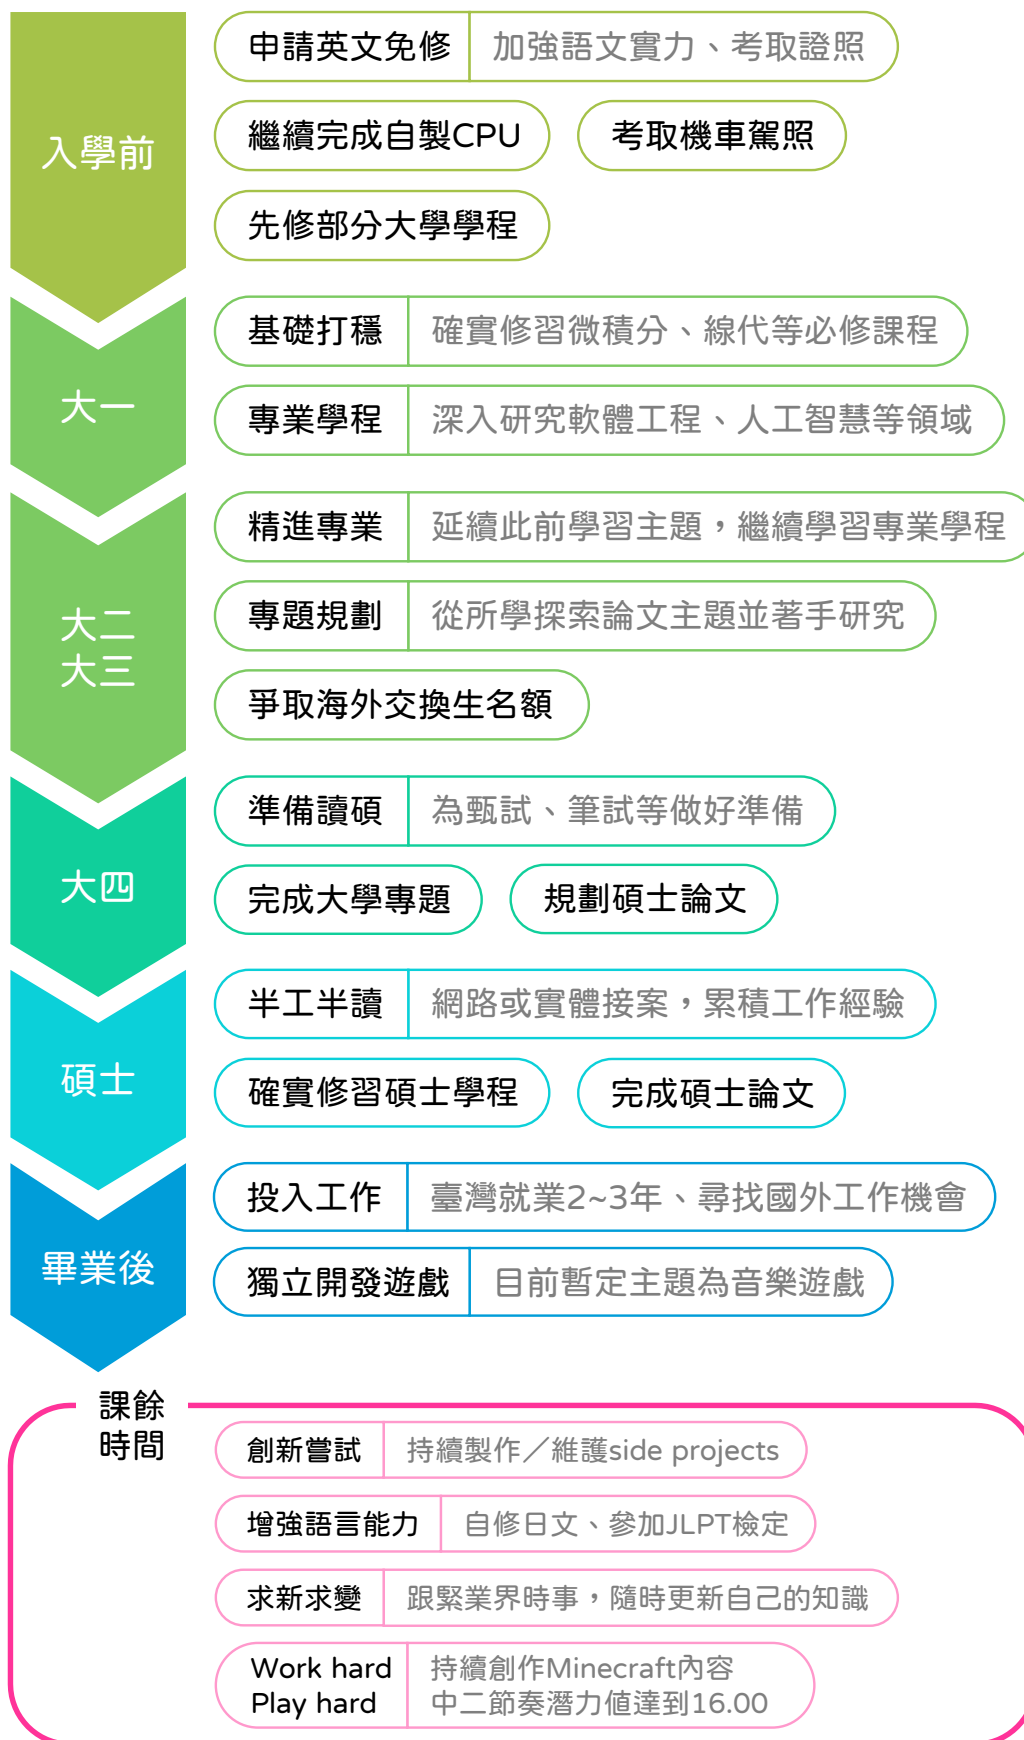 入學前
申請英文免修 加強語文實力、考取證照
繼續完成自製CPU 考取機車駕照
先修部分大學學程
大一
基礎打穩 確實修習微積分、線代等必修課程
專業學程 深入研究軟體工程、人工智慧等領域
大二
大三
精進專業 延續此前學習主題，繼續學習專業學程
專題規劃 從所學探索論文主題並著手研究
爭取海外交換生名額
大四
準備讀碩 為甄試、筆試等做好準備
完成大學專題 規劃碩士論文
碩士
半工半讀 網路或實體接案，累積工作經驗
確實修習碩士學程 完成碩士論文
畢業後
投入工作 臺灣就業2~3年、尋找國外工作機會
獨立開發遊戲 目前暫定主題為音樂遊戲
課餘
時間
創新嘗試 持續製作／維護side projects
增強語言能力 自修日文、參加JLPT檢定
求新求變 跟緊業界時事，隨時更新自己的知識
Work hard 持續創作Minecraft內容
Play hard 中二節奏潛力值達到16.00